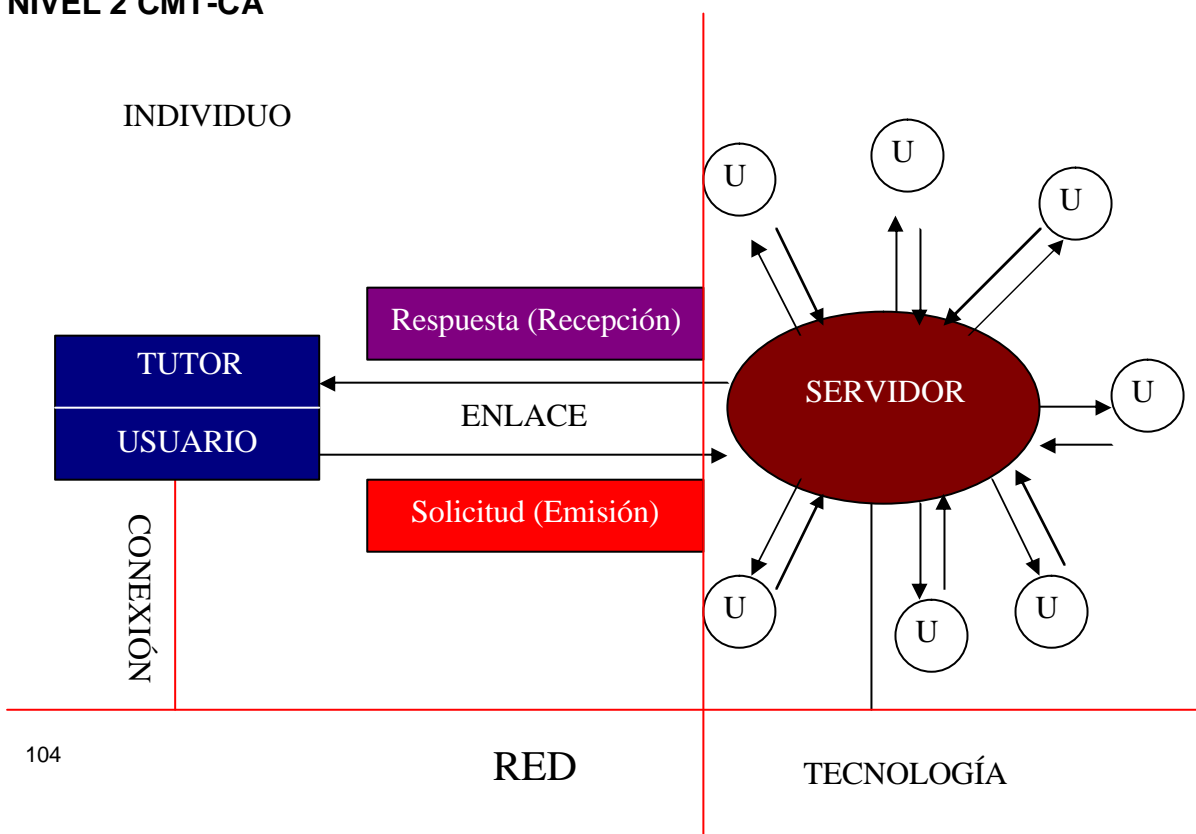 NIVEL 2 CMT-CA
INDIVIDUO
U
U
U
Respuesta (Recepción)
TUTOR
ENLACE
SERVIDOR
U
USUARIO
Solicitud (Emisión)
CONEXIÓN
U
U
U
104
RED
TECNOLOGÍA